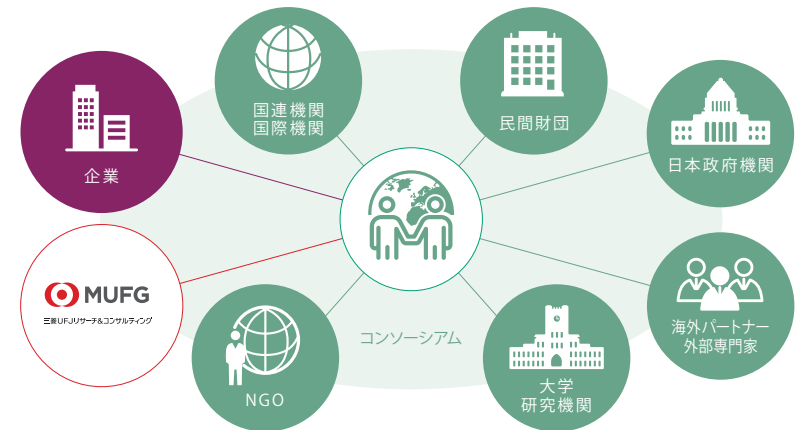 国連機関
国際機関
民間財団
企業
日本政府機関
MUFG
三菱UFJリサーチ&コンサルティング
海外パートナー
外部専門家
コンソーシアム
NGO
大学
研究機関